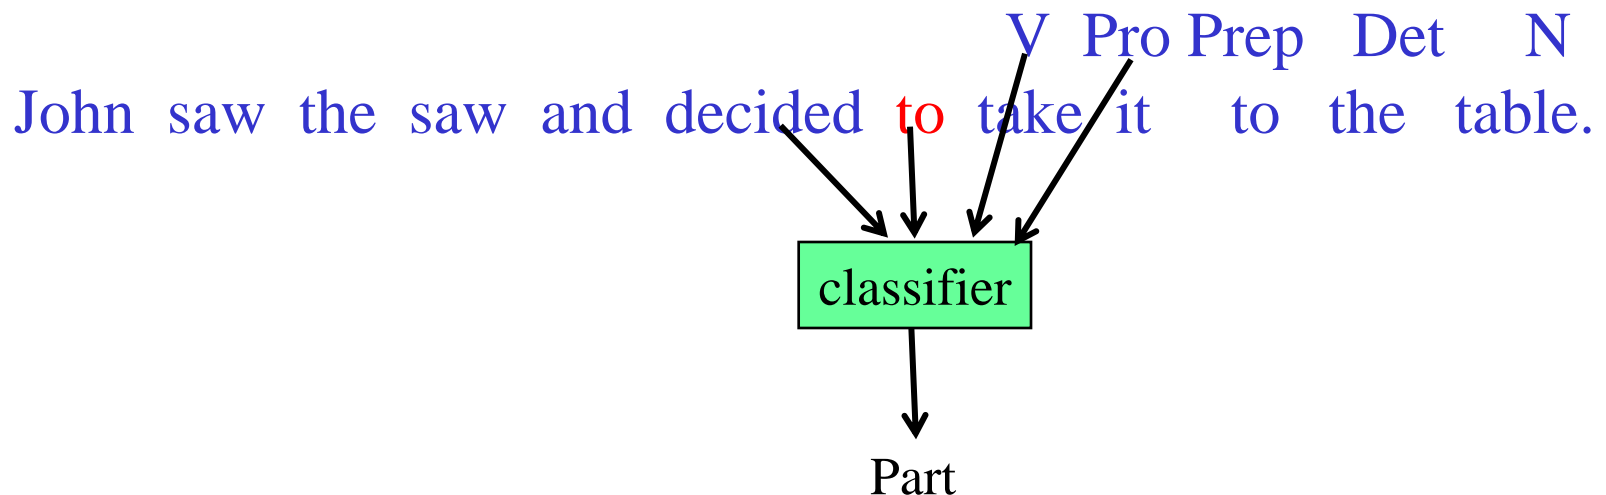 V Pro Prep Det N
John saw the saw and decided to take it to the table.
classifier
Part